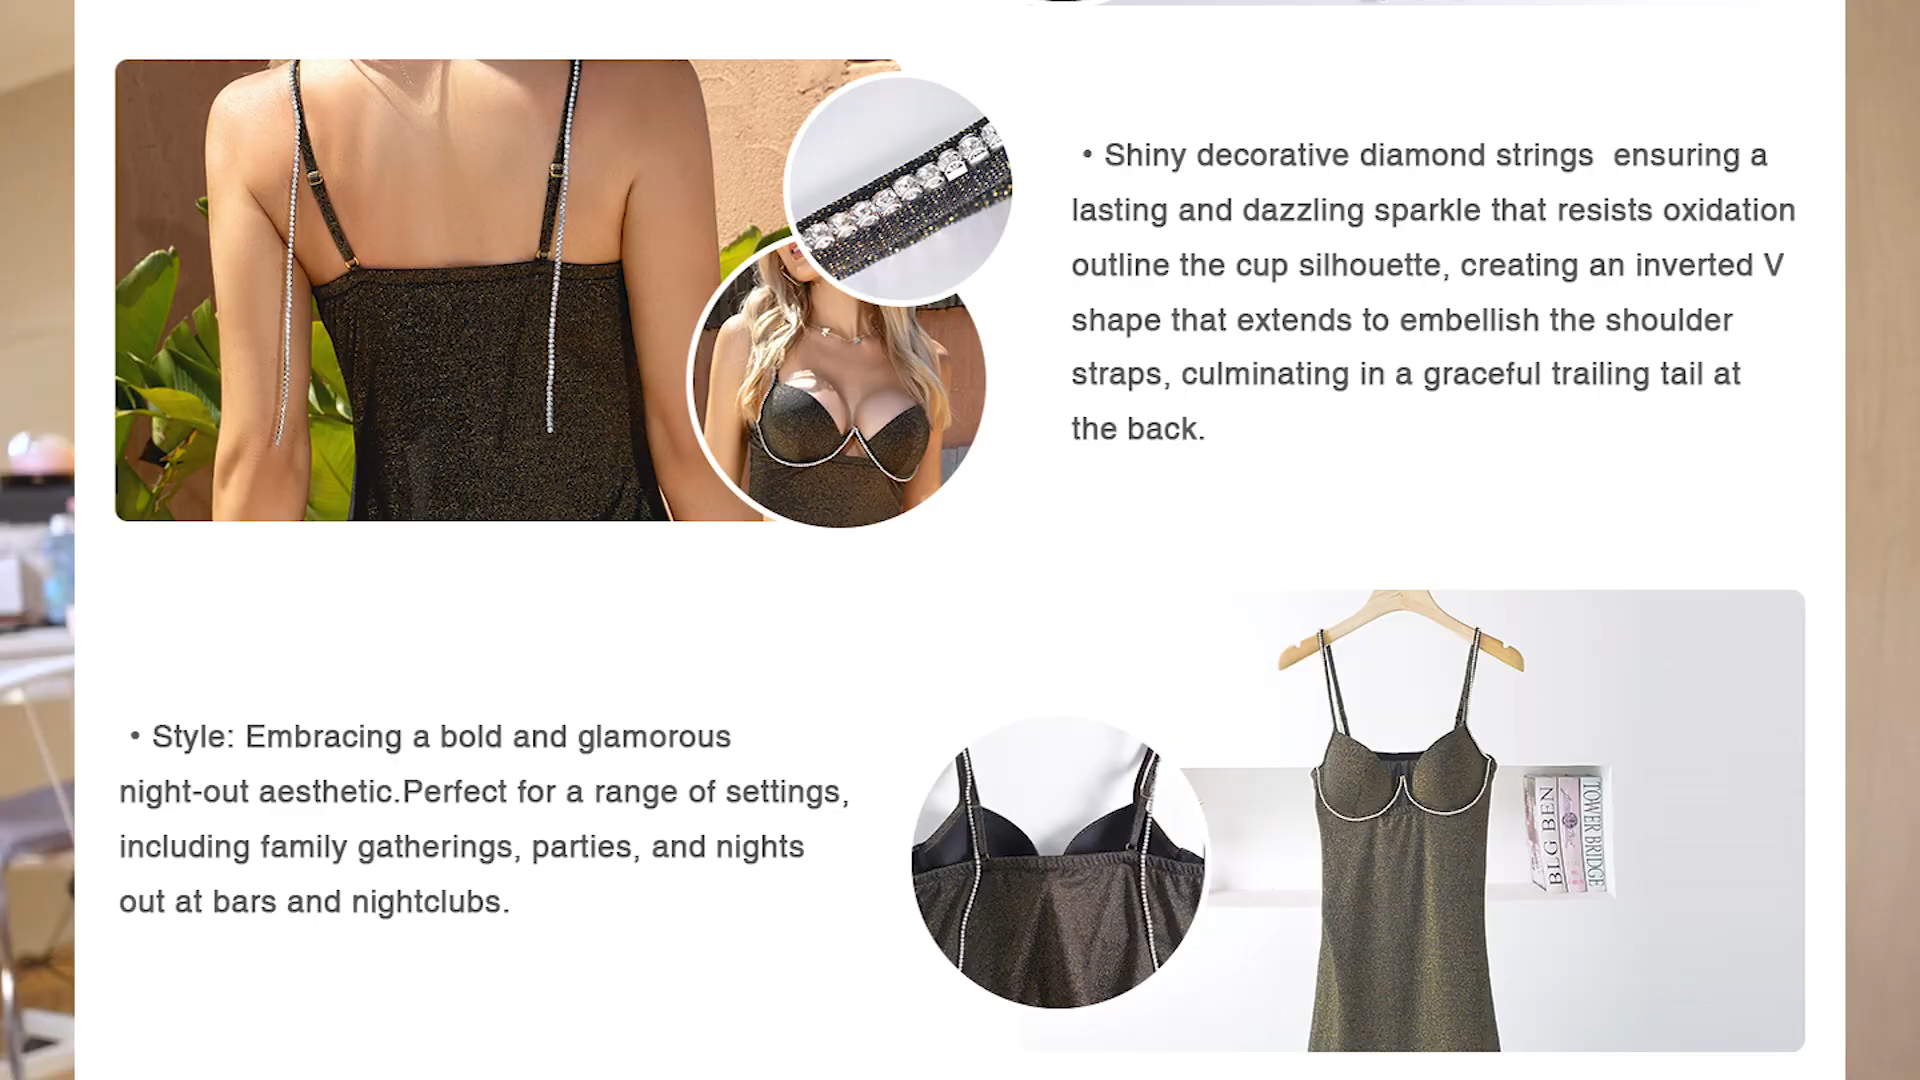 • Shiny decorative diamond strings ensuring a
lasting and dazzling sparkle that resists oxidation
outline the cup silhouette, creating an inverted V
shape that extends to embellish the shoulder
straps, culminating in a graceful trailing tail at
the back.
• Style: Embracing a bold and glamorous
night-out aesthetic.Perfect for a range of settings,
including family gatherings, parties, and nights
out at bars and nightclubs.
BLG BEN
TOWER BRIDGE